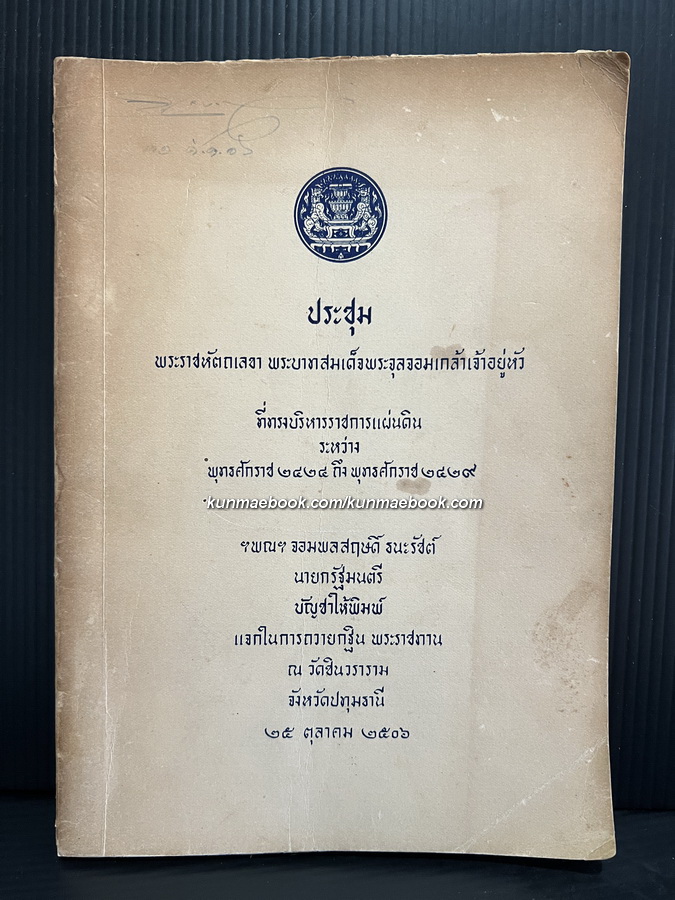 ประชุม
พระราชหัตถเลขา พระบาทสมเด็จพระจุลจอมเกล้าเจ้าอยู่หัว
ที่ทรงบริหารราชการแผ่นดิน
ระหว่าง
พุทธศักราช ๒๔๒๔ ถึง พุทธศักราช ๒๔๒๙
kunmaebook.com/kunmaebook.com
ฯพณฯ จอมพลสฤษดิ์ ธนะรัชต์
นายกรัฐมนตรี
บัญชาให้พิมพ์
แจกในการถวายกฐิน พระราชทาน
ณ วัดชินวราราม
จังหวัดปทุมธานี
๒๕ ตุลาคม ๒๕๐๖